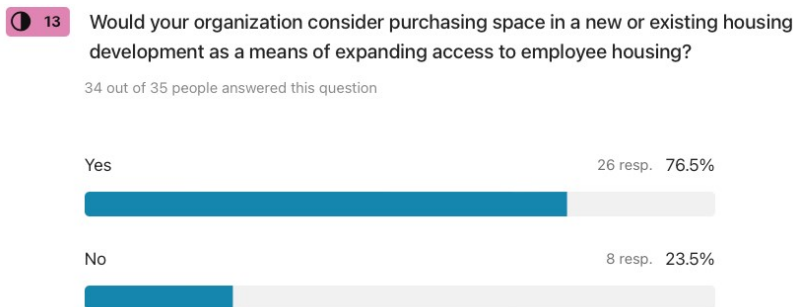 13 Would your organization consider purchasing space in a new or existing housing
development as a means of expanding access to employee housing?
34 out of 35 people answered this question
Yes 26 resp. 76.5%
No 8 resp. 23.5%